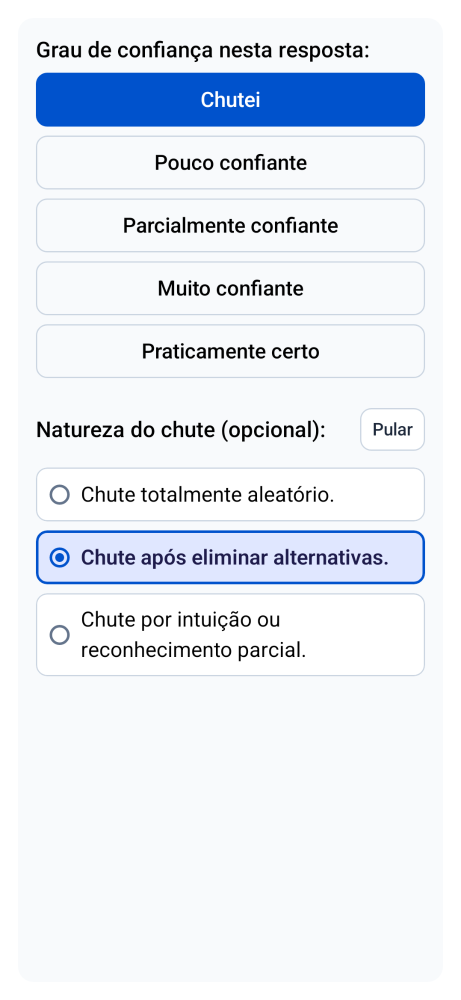 Grau de confiança nesta resposta:
Chutei
Pouco confiante
Parcialmente confiante
Muito confiante
Praticamente certo
Natureza do chute (opcional):
Pular
Chute totalmente aleatório.
Chute após eliminar alternativas.
Chute por intuição ou
reconhecimento parcial.